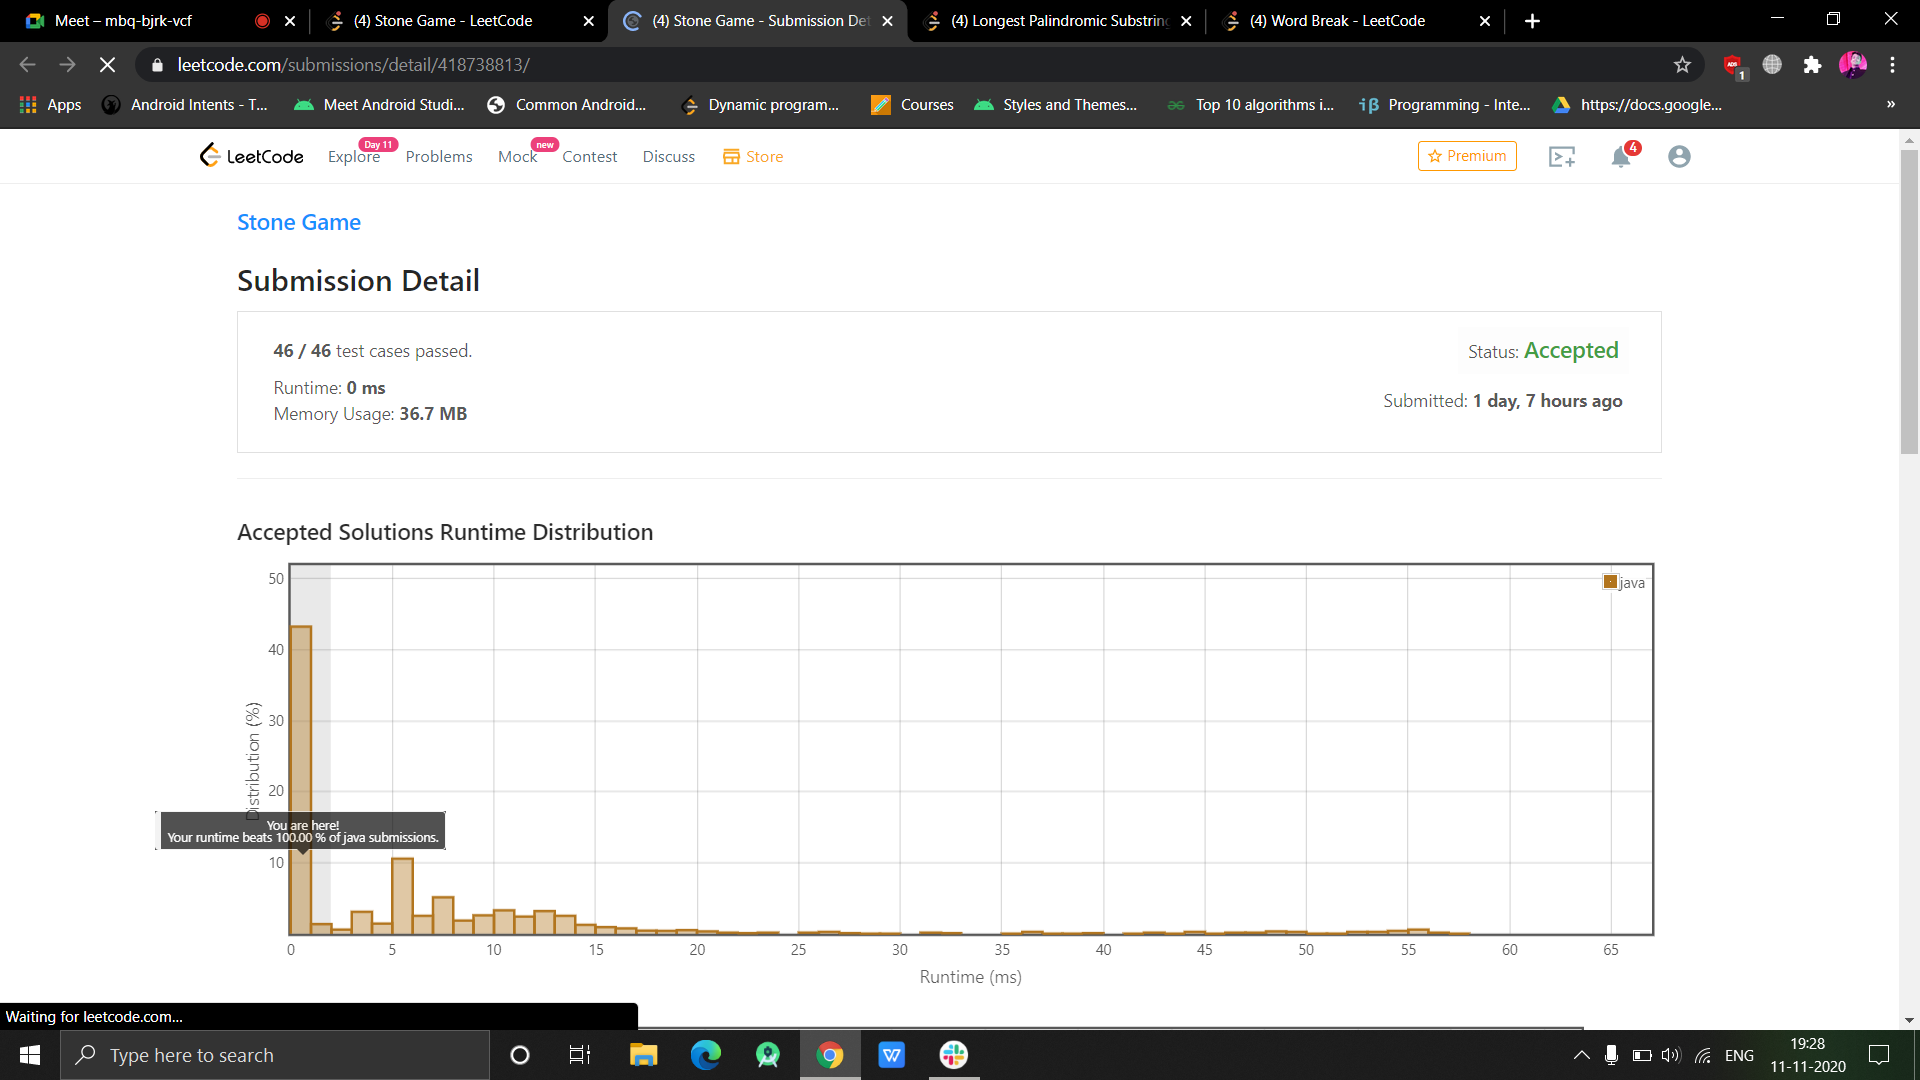 Meet – mbq-bjrk-vcf
(4) Stone Game - LeetCode
(4) Stone Game - Submission Det
(4) Longest Palindromic Substring
(4) Word Break - LeetCode
leetcode.com/submissions/detail/418738813/
ADS
1
Apps
Android Intents - T...
Meet Android Studi...
Common Android...
Dynamic program...
Courses
Styles and Themes...
Top 10 algorithms i...
Programming - Inte...
https://docs.google...
»
LeetCode
Explore
Day 11
Problems
Mock
new
Contest
Discuss
Store
Premium
4
Stone Game
Submission Detail
46 / 46 test cases passed.
Status: Accepted
Runtime: 0 ms
Submitted: 1 day, 7 hours ago
Memory Usage: 36.7 MB
Accepted Solutions Runtime Distribution
50
40
30
20
10
Distribution (%)
java
You are here!
Your runtime beats 100.00 % of java submissions.
0 5 10 15 20 25 30 35 40 45 50 55 60 65
Runtime (ms)
Waiting for leetcode.com...
Type here to search
W
ENG
19:28
11-11-2020